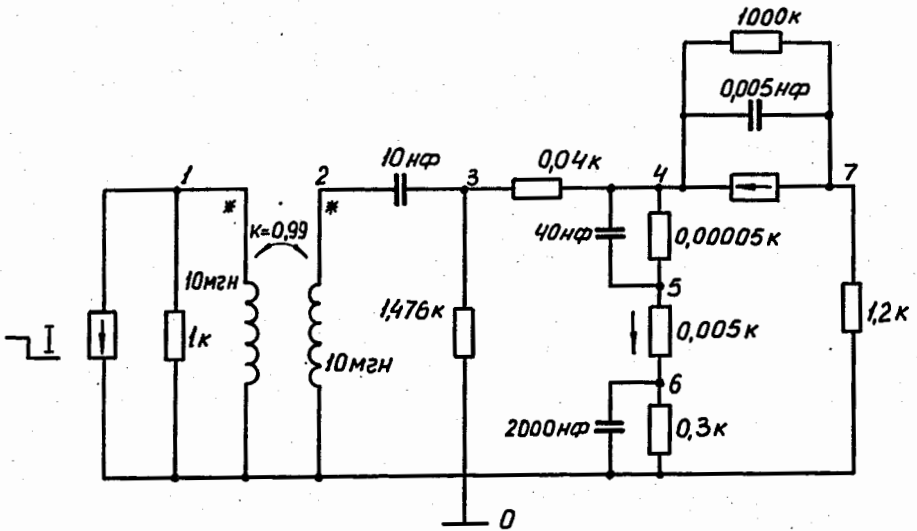 1000к
0,005нф
10нф
0,04к
1
2
3
4
7
*
*
к=0,99
40нф
0,00005к
10мгн
5
I
1к
1,476к
0,005к
1,2к
10мгн
6
2000нф
0,3к
0